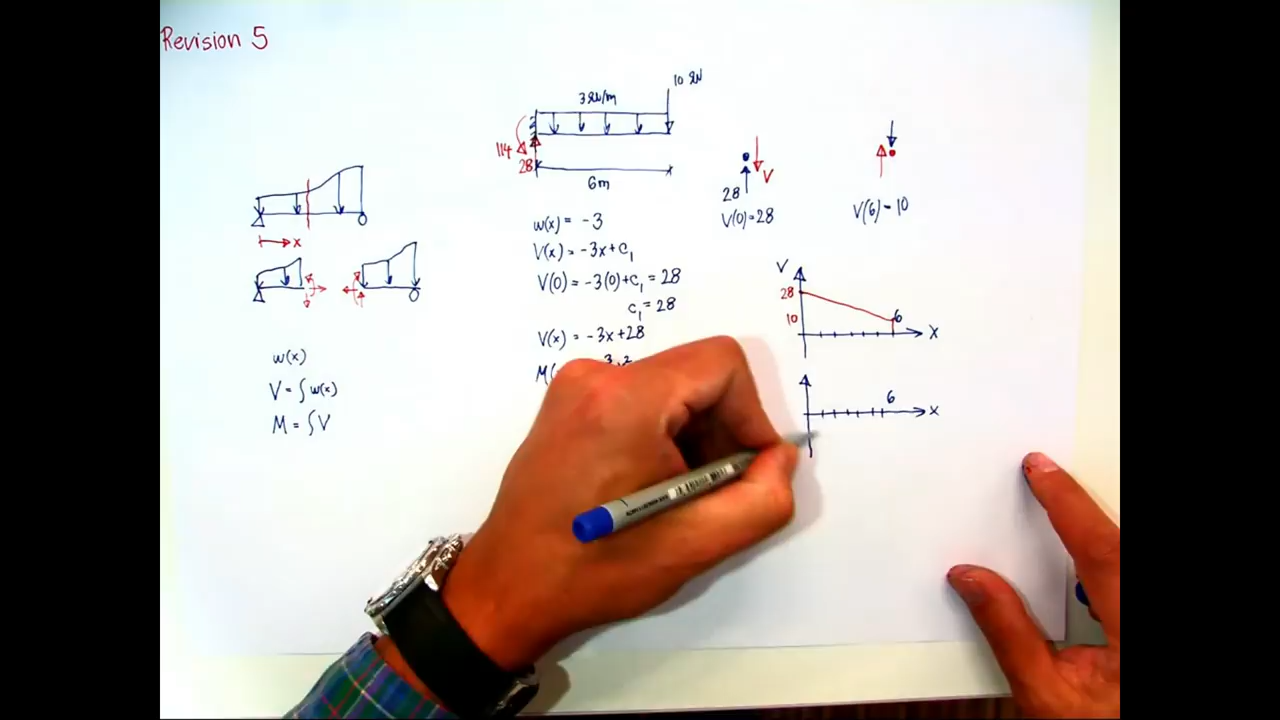 Revision 5
10 kN
3 kN/m
114
28
6m
x
w(x)
V = ∫ w(x)
M = ∫ V
w(x) = -3
V(x) = -3x + c₁
V(0) = -3(0) + c₁ = 28
c₁ = 28
V(x) = -3x + 28
M(
28
V
V(0) = 28
V(6) = 10
V
28
10
6
x
6
x